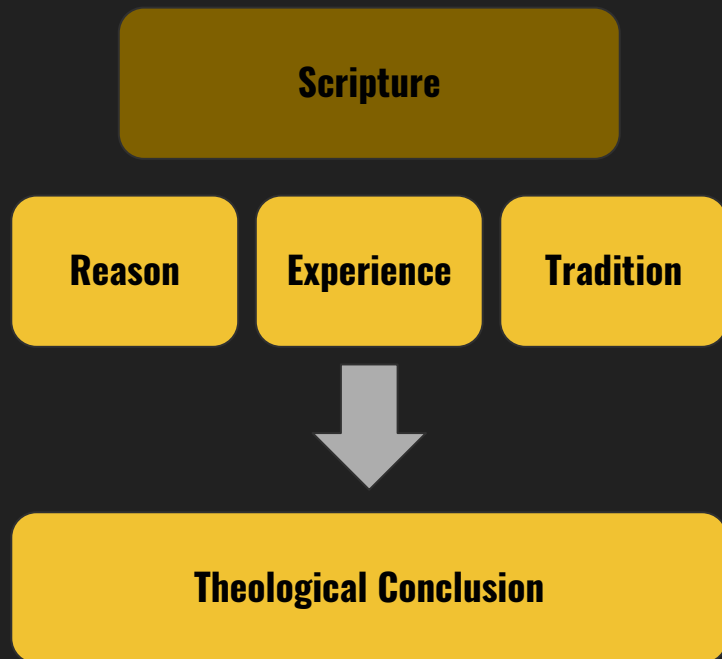 Scripture
Reason
Experience
Tradition
Theological Conclusion